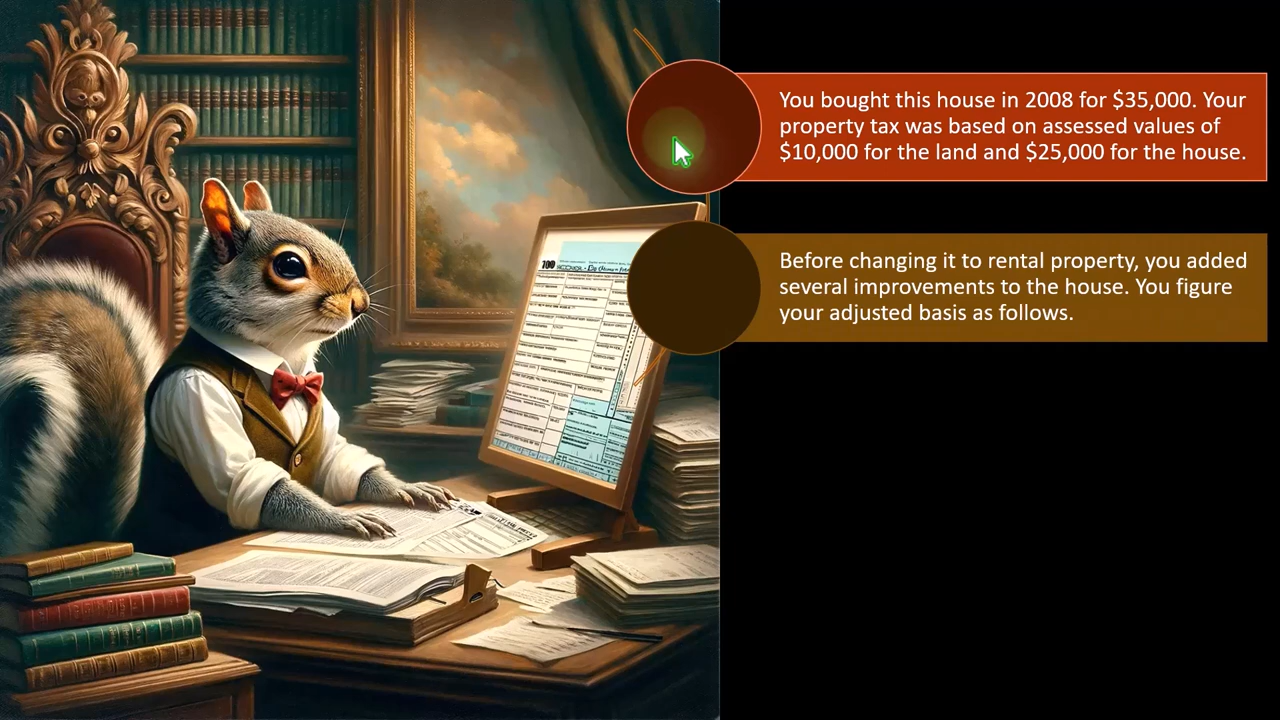 You bought this house in 2008 for $35,000. Your
property tax was based on assessed values of
$10,000 for the land and $25,000 for the house.
Before changing it to rental property, you added
several improvements to the house. You figure
your adjusted basis as follows.